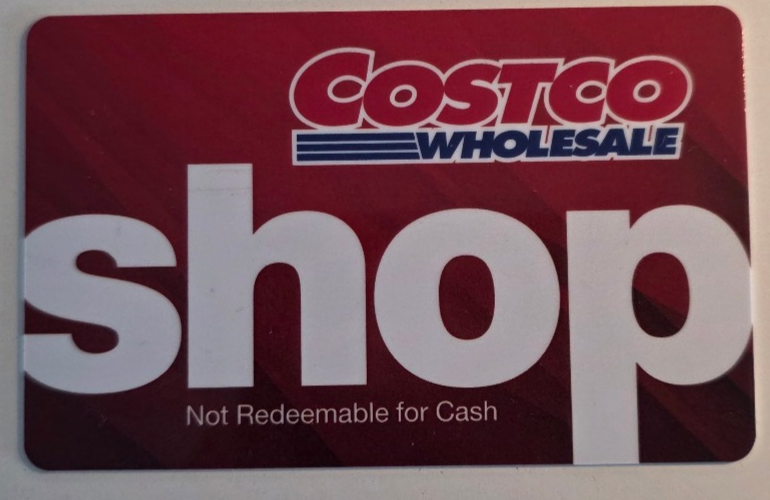 COSTCO
WHOLESALE
shop
Not Redeemable for Cash